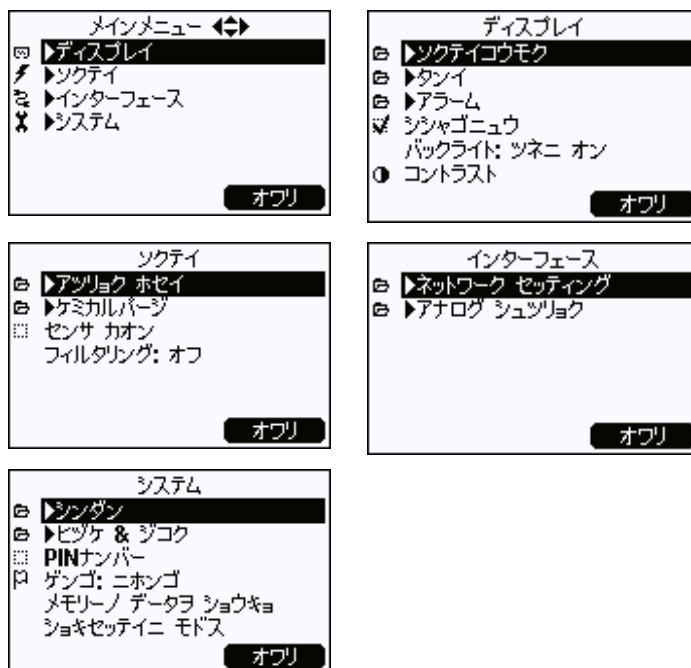 メインメニュー
▶ディスプレイ
▶ソクテイ
▶インターフェース
▶システム
オワリ
ディスプレイ
▶ソクテイコウモク
▶タンイ
▶アラーム
シシャゴニュウ
バックライト: ツネニ オン
コントラスト
オワリ
ソクテイ
▶アツリョク ホセイ
▶ケミカルパージ
センサ カオン
フィルタリング: オフ
オワリ
インターフェース
▶ネットワーク セッティング
▶アナログ シュツリョク
オワリ
システム
▶シンダン
▶ヒヅケ & ジコク
PINナンバー
ゲンゴ: ニホンゴ
メモリーノ データヲ ショウキョ
ショキセッテイニ モドス
オワリ